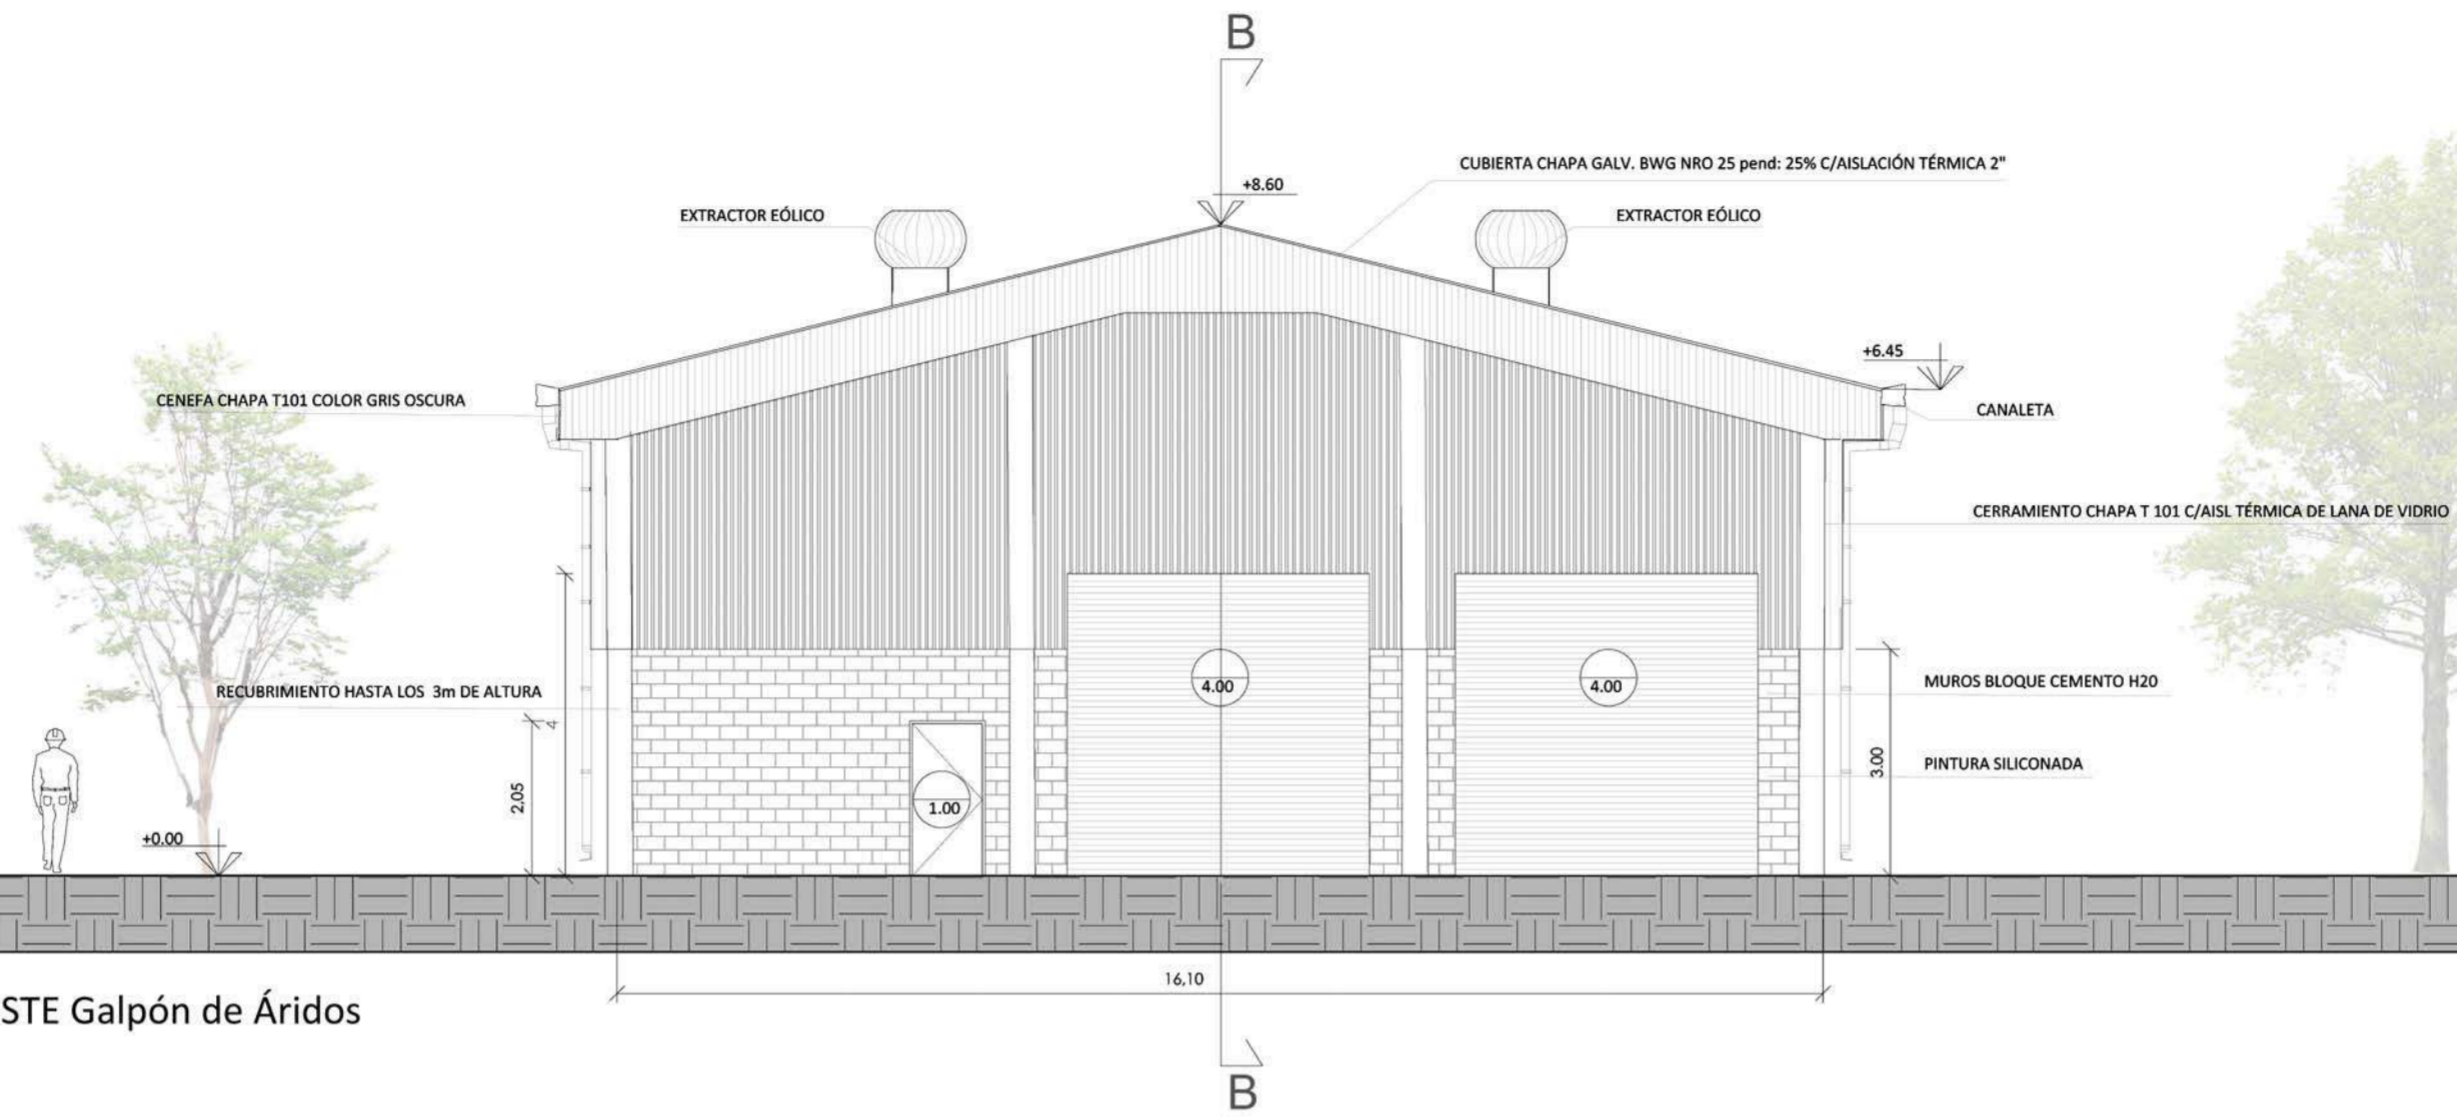 B
CUBIERTA CHAPA GALV. BWG NRO 25 pend: 25% C/AISLACIÓN TÉRMICA 2"
+8.60
EXTRACTOR EÓLICO
EXTRACTOR EÓLICO
+6.45
CENEFA CHAPA T101 COLOR GRIS OSCURA
CANALETA
CERRAMIENTO CHAPA T 101 C/AISL TÉRMICA DE LANA DE VIDRIO
RECUBRIMIENTO HASTA LOS 3m DE ALTURA
4.00
4.00
MUROS BLOQUE CEMENTO H20
4
PINTURA SILICONADA
3.00
2,05
1.00
+0.00
16,10
STE Galpón de Áridos
B